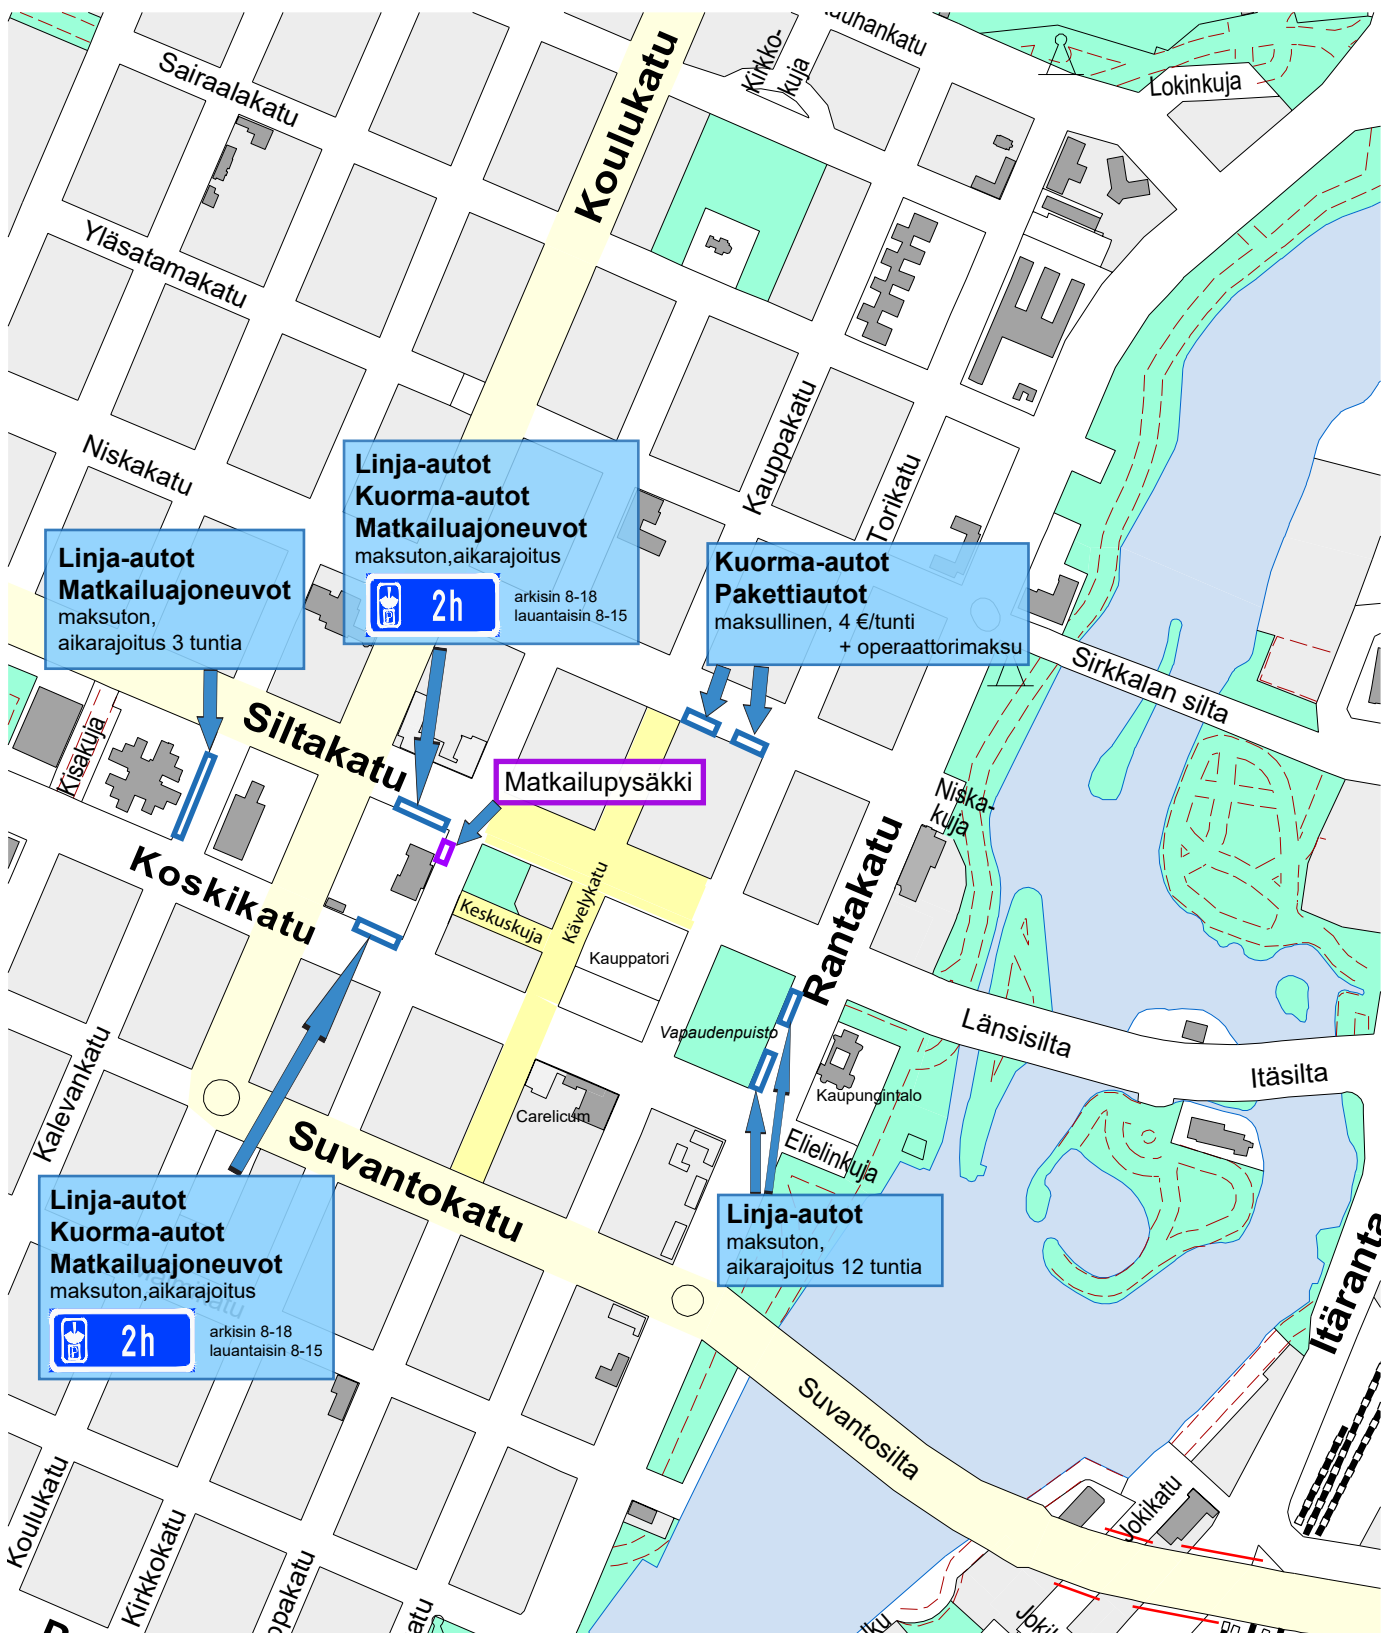 Sairaalakatu
Koulukatu
Kirkko-
kuja
Lokinkuja
Yläsatamakatu
Niskakatu
Kauppakatu
Torikatu
Linja-autot
Kuorma-autot
Matkailuajoneuvot
maksuton,aikarajoitus
2h
arkisin 8-18
lauantaisin 8-15
Linja-autot
Matkailuajoneuvot
maksuton,
aikarajoitus 3 tuntia
Kuorma-autot
Pakettiautot
maksullinen, 4 €/tunti
+ operaattorimaksu
Sirkkalan silta
Kisakuja
Siltakatu
Matkailupysäkki
Niska-
kuja
Koskikatu
Keskuskuja
Kävelykatu
Kauppatori
Rantakatu
Vapaudenpuisto
Länsisilta
Itäsilta
Kalevankatu
Carelicum
Kaupungintalo
Elielinkuja
Suvantokatu
Linja-autot
Kuorma-autot
Matkailuajoneuvot
maksuton,aikarajoitus
2h
arkisin 8-18
lauantaisin 8-15
Linja-autot
maksuton,
aikarajoitus 12 tuntia
Itäranta
Suvantosilta
Koulukatu
Kirkkokatu
Jokikatu